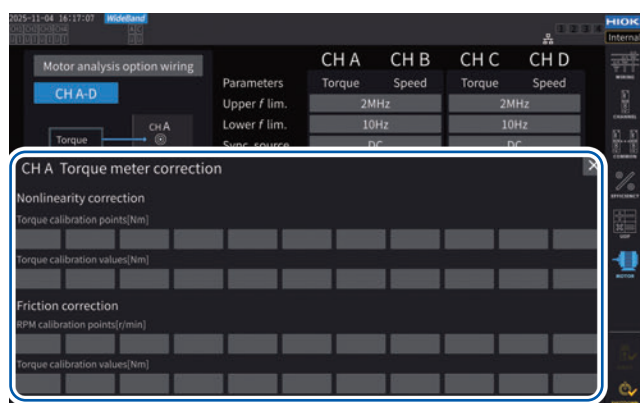 2025-11-04 16:17:07 WideBand
HIOK
Internal
Motor analysis option wiring
CH A CH B CH C CH D
CH A-D
Parameters Torque Speed Torque Speed
WIRING
Upper f lim. 2MHz 2MHz
CHANNEL
Lower f lim. 10Hz 10Hz
CH A
Torque
Sync. source DC DC
COMMON
CH A Torque meter correction
X
Nonlinearity correction
EFFICIENCY
Torque calibration points[Nm]
UDF
Torque calibration values[Nm]
MOTOR
Friction correction
RPM calibration points[r/min]
Torque calibration values[Nm]